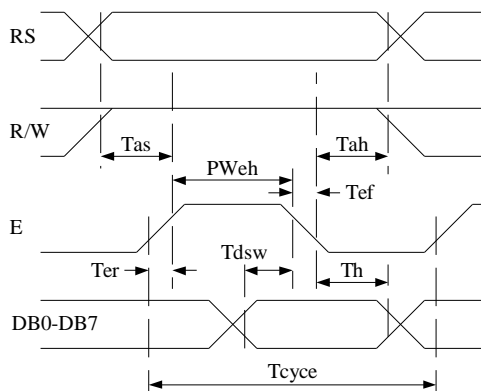 RS
R/W
Tas
Tah
PWeh
Tef
E
Tdsw
Ter
Th
DB0-DB7
Tcyce